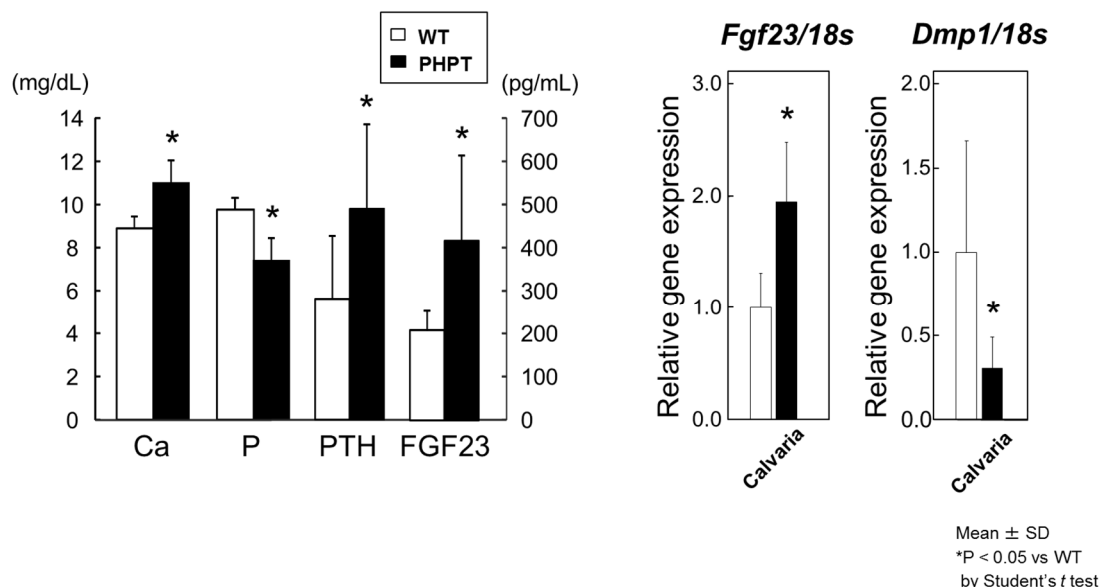 WT
PHPT
(mg/dL)
(pg/mL)
14
12
10
8
6
4
2
0
700
600
500
400
300
200
100
0
*
*
*
*
Ca P PTH FGF23
Fgf23/18s
Relative gene expression
3.0
2.0
1.0
0.0
*
Calvaria
Dmp1/18s
Relative gene expression
2.0
1.5
1.0
0.5
0.0
*
Calvaria
Mean ± SD
*P < 0.05 vs WT
by Student's t test